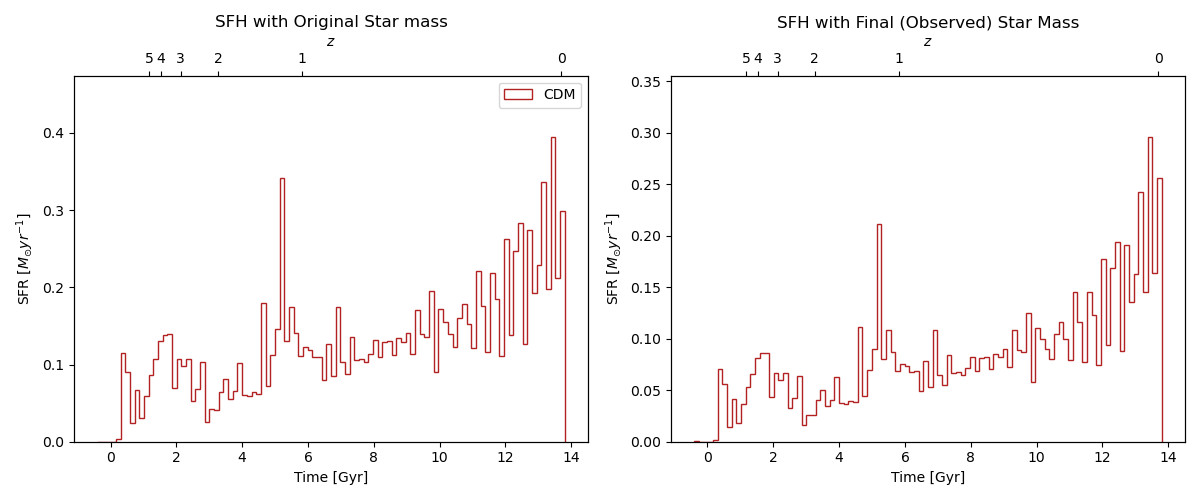 SFH with Original Star mass
z
5 4 3 2 1 0
CDM
0.4
0.3
0.2
0.1
0.0
SFR [M⊙yr⁻¹]
0 2 4 6 8 10 12 14
Time [Gyr]
SFH with Final (Observed) Star Mass
z
5 4 3 2 1 0
0.35
0.30
0.25
0.20
0.15
0.10
0.05
0.00
SFR [M⊙yr⁻¹]
0 2 4 6 8 10 12 14
Time [Gyr]